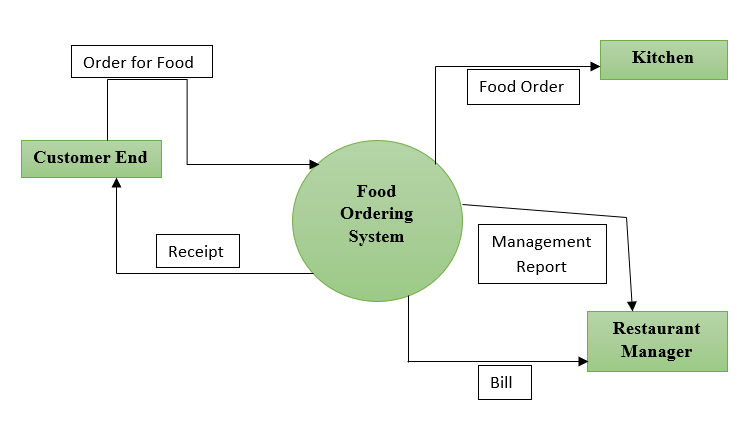 Order for Food
Kitchen
Food Order
Customer End
Food
Ordering
System
Receipt
Management
Report
Restaurant
Manager
Bill